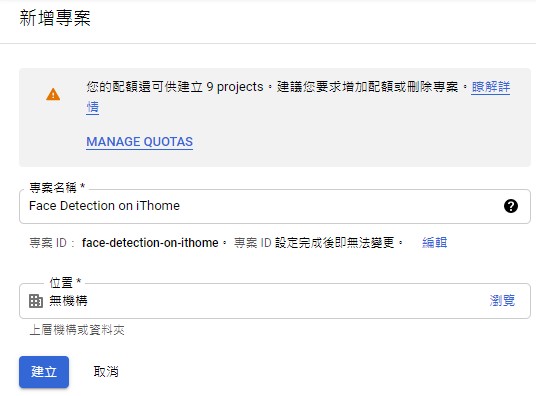 新增專案
您的配額還可供建立 9 projects。建議您要求增加配額或刪除專案。瞭解詳
情
MANAGE QUOTAS
專案名稱 *
Face Detection on iThome
專案 ID： face-detection-on-ithome。 專案 ID 設定完成後即無法變更。 編輯
位置 *
無機構 瀏覽
上層機構或資料夾
建立 取消